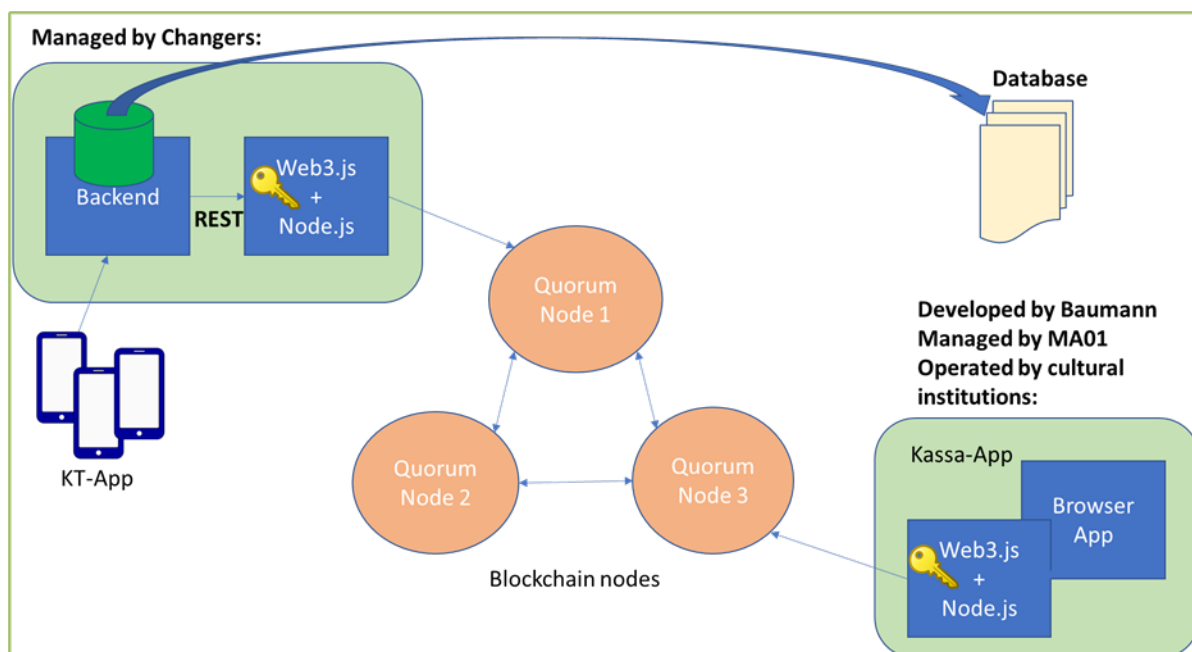 Managed by Changers:
Database
Backend
REST
Web3.js
+
Node.js
Quorum
Node 1
KT-App
Quorum
Node 2
Quorum
Node 3
Blockchain nodes
Developed by Baumann
Managed by MA01
Operated by cultural
institutions:
Kassa-App
Browser
App
Web3.js
+
Node.js